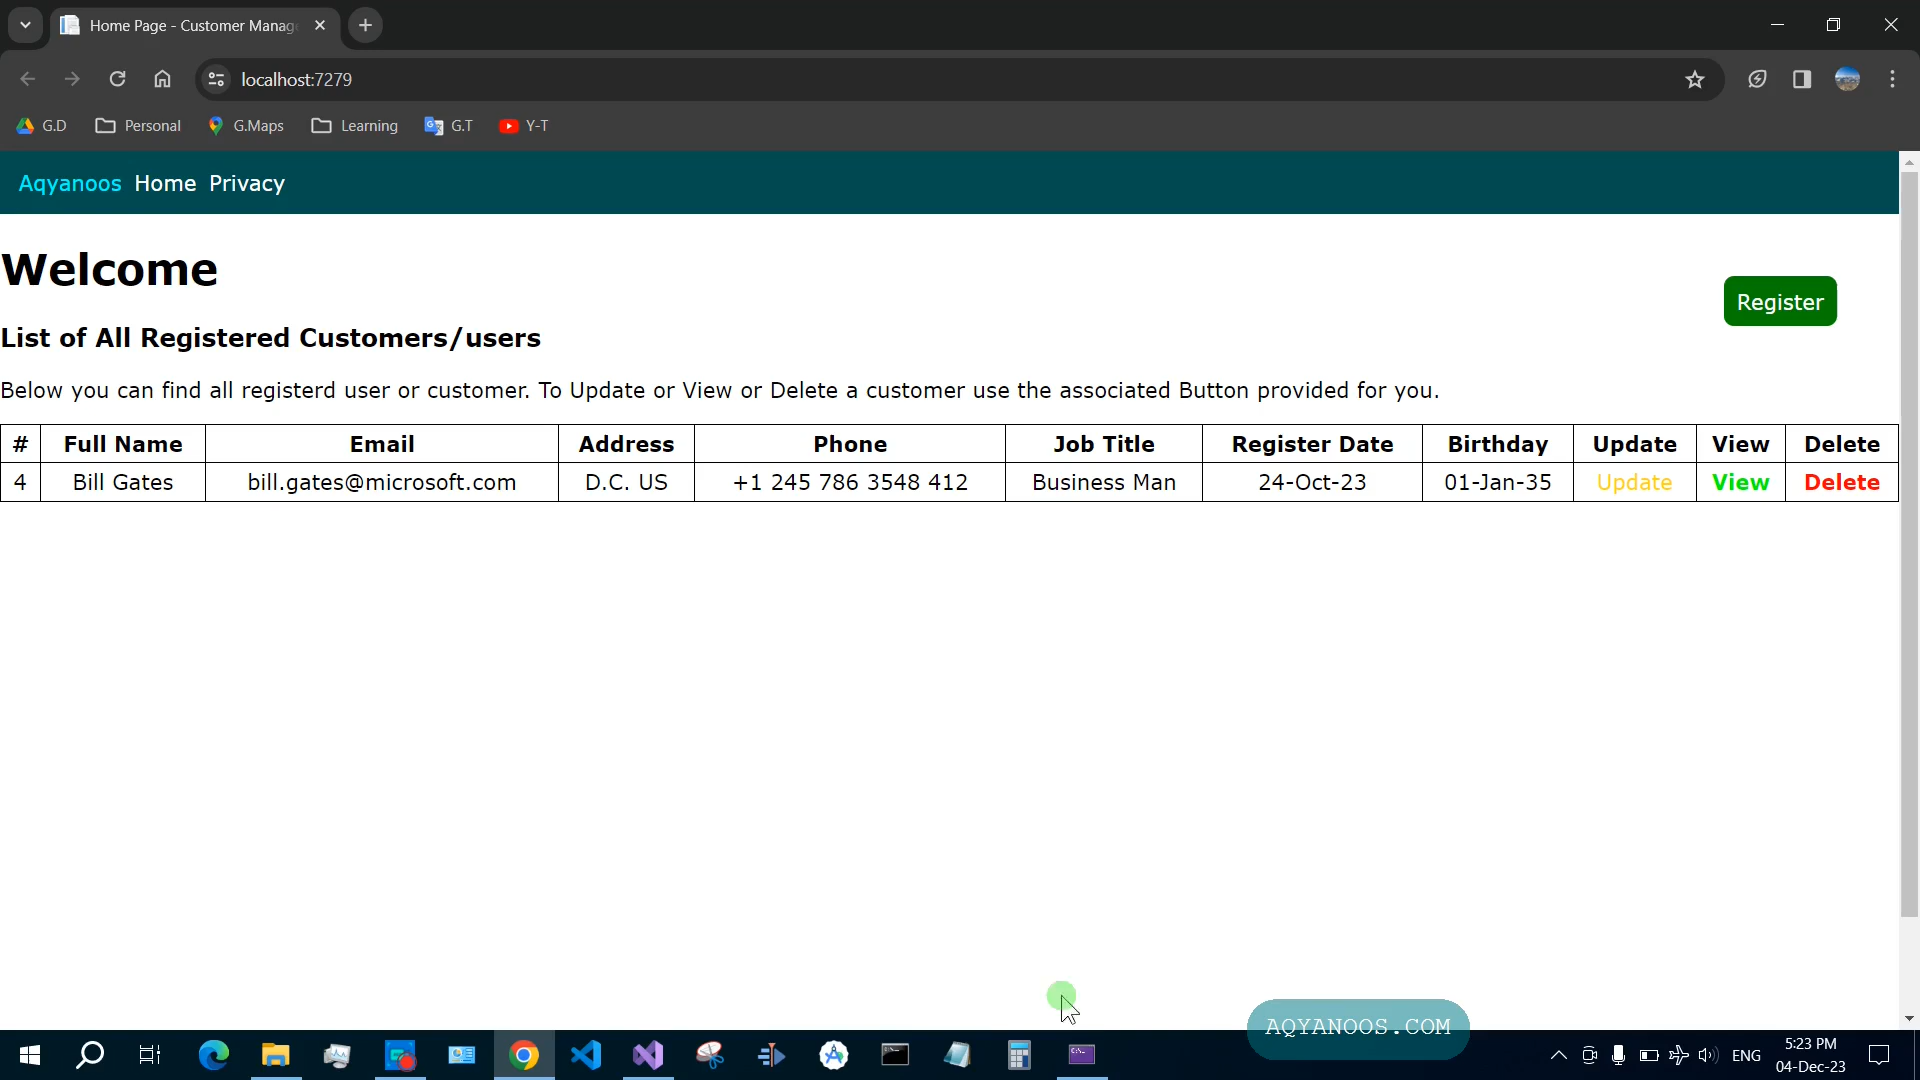 Home Page - Customer Manag
localhost:7279
G.D Personal G.Maps Learning G.T Y-T
Aqyanoos Home Privacy
Welcome
Register
List of All Registered Customers/users
Below you can find all registerd user or customer. To Update or View or Delete a customer use the associated Button provided for you.
# Full Name Email Address Phone Job Title Register Date Birthday Update View Delete
4 Bill Gates bill.gates@microsoft.com D.C. US +1 245 786 3548 412 Business Man 24-Oct-23 01-Jan-35 Update View Delete
AQYANOOS.COM
ENG
5:23 PM
04-Dec-23